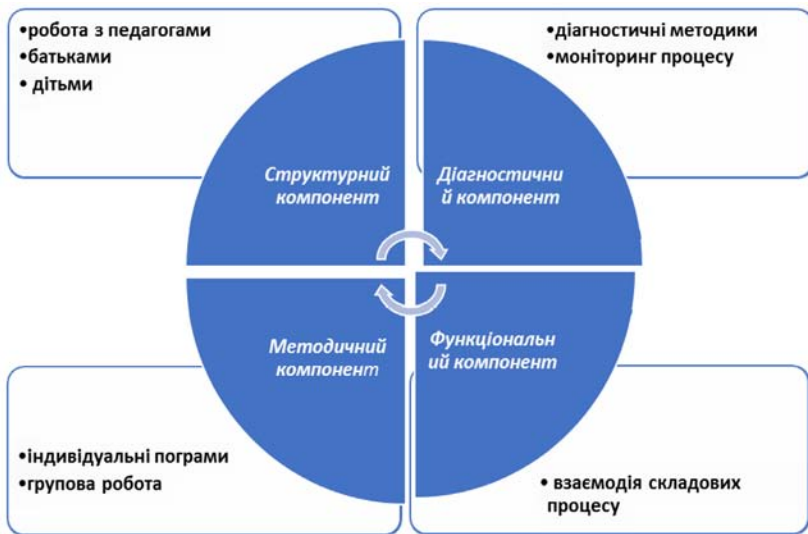 •робота з педагогами
•батьками
• дітьми
•діагностичні методики
•моніторинг процесу
Структурний
компонент
Діагностични
й компонент
Методичний
компонент
Функціональн
ий компонент
•індивідуальні пограми
•групова робота
• взаємодія складових
процесу